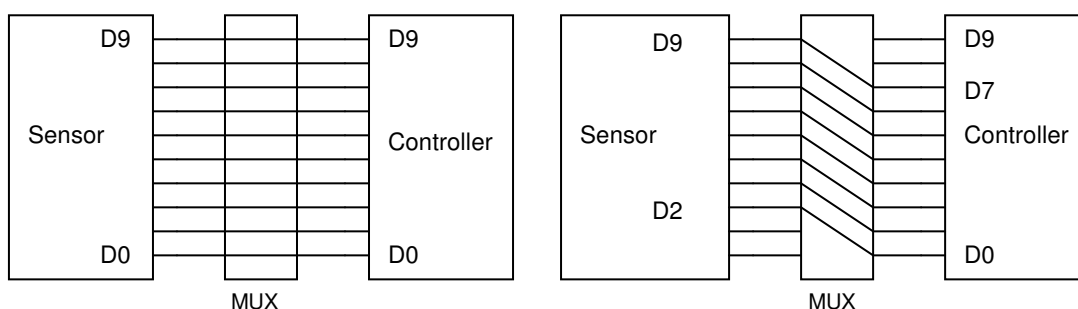 D9
Sensor
D0
MUX
D9
Controller
D0
D9
Sensor
D2
MUX
D9
D7
Controller
D0